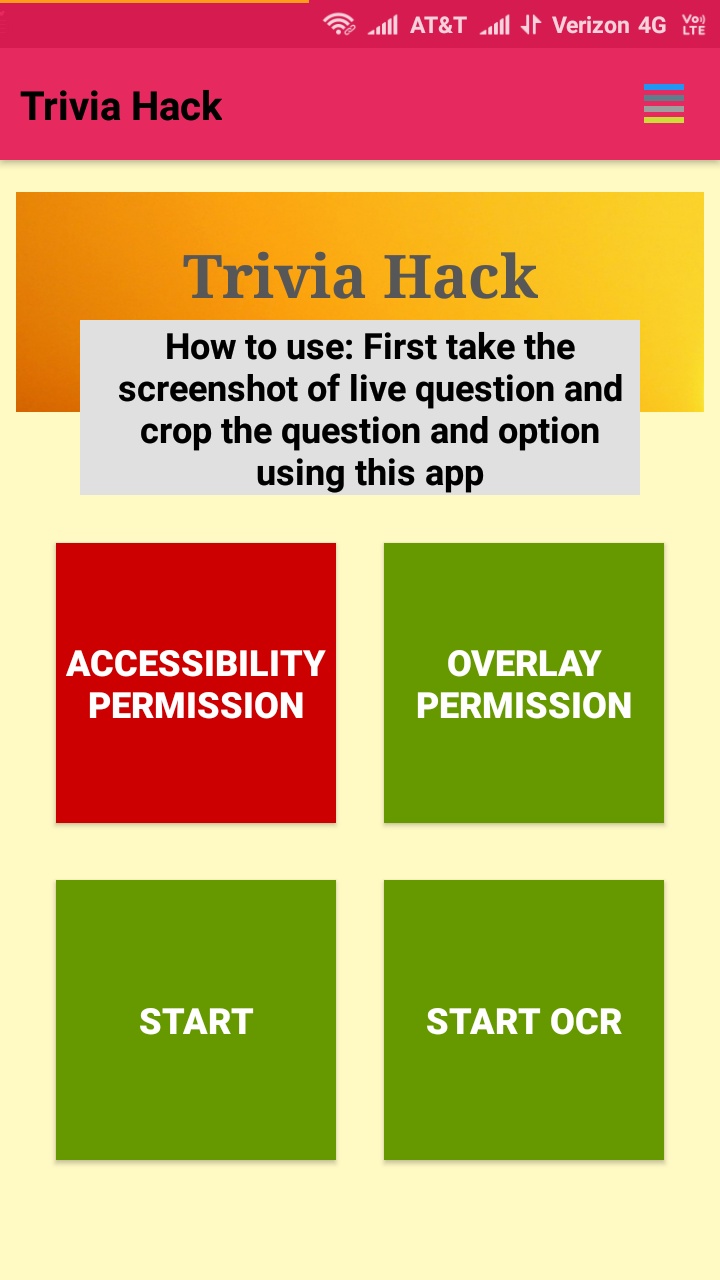 AT&T Verizon 4G Vo) LTE
Trivia Hack
Trivia Hack
How to use: First take the
screenshot of live question and
crop the question and option
using this app
ACCESSIBILITY
PERMISSION
OVERLAY
PERMISSION
START
START OCR